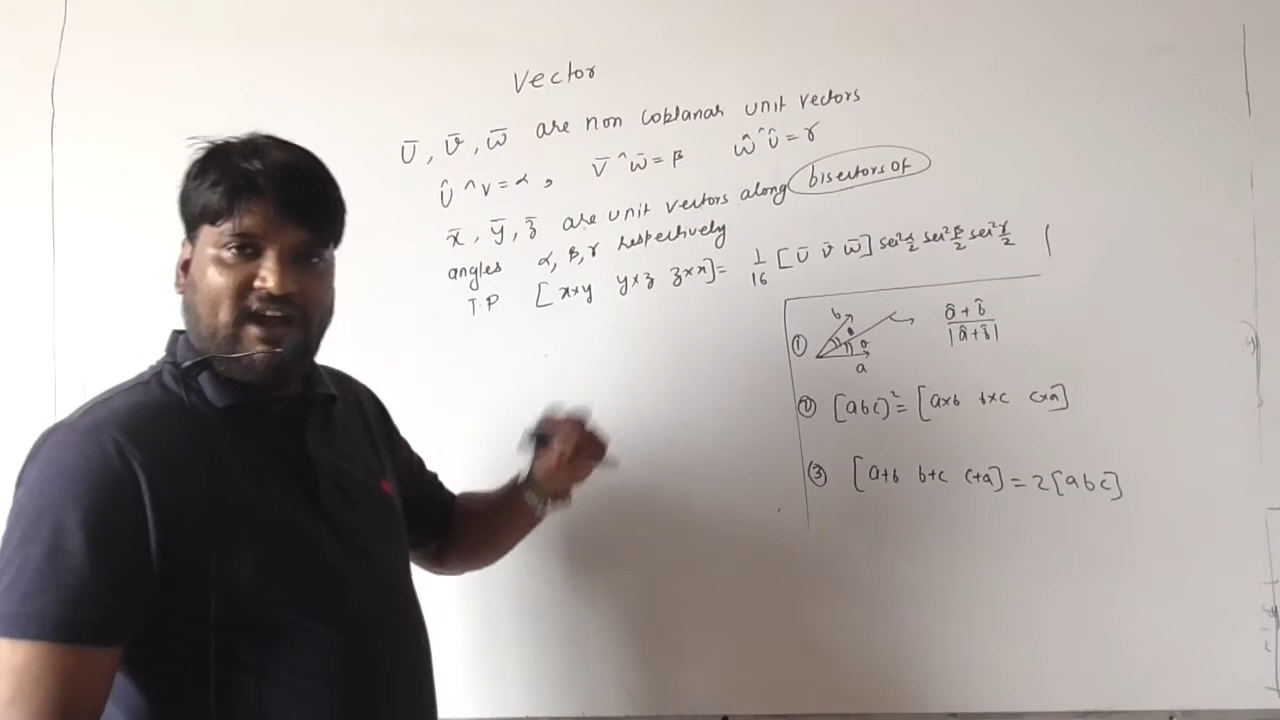 Vector
Ū, v̄, w̄ are non coplanar unit vectors
Û ^ v = α , v̄ ^ w̄ = β ŵ ^ û = γ
x̄, ȳ, z̄ are unit vectors along bisectors of
angles α, β, γ respectively
T.P [x×y y×z z×x] = 1/16 [ū v̄ w̄] sec²α/2 sec²β/2 sec²γ/2
① b θ θ a → (â + b̂)/|â + b̂|
② [abc]² = [a×b b×c c×a]
③ [a+b b+c c+a] = 2[abc]